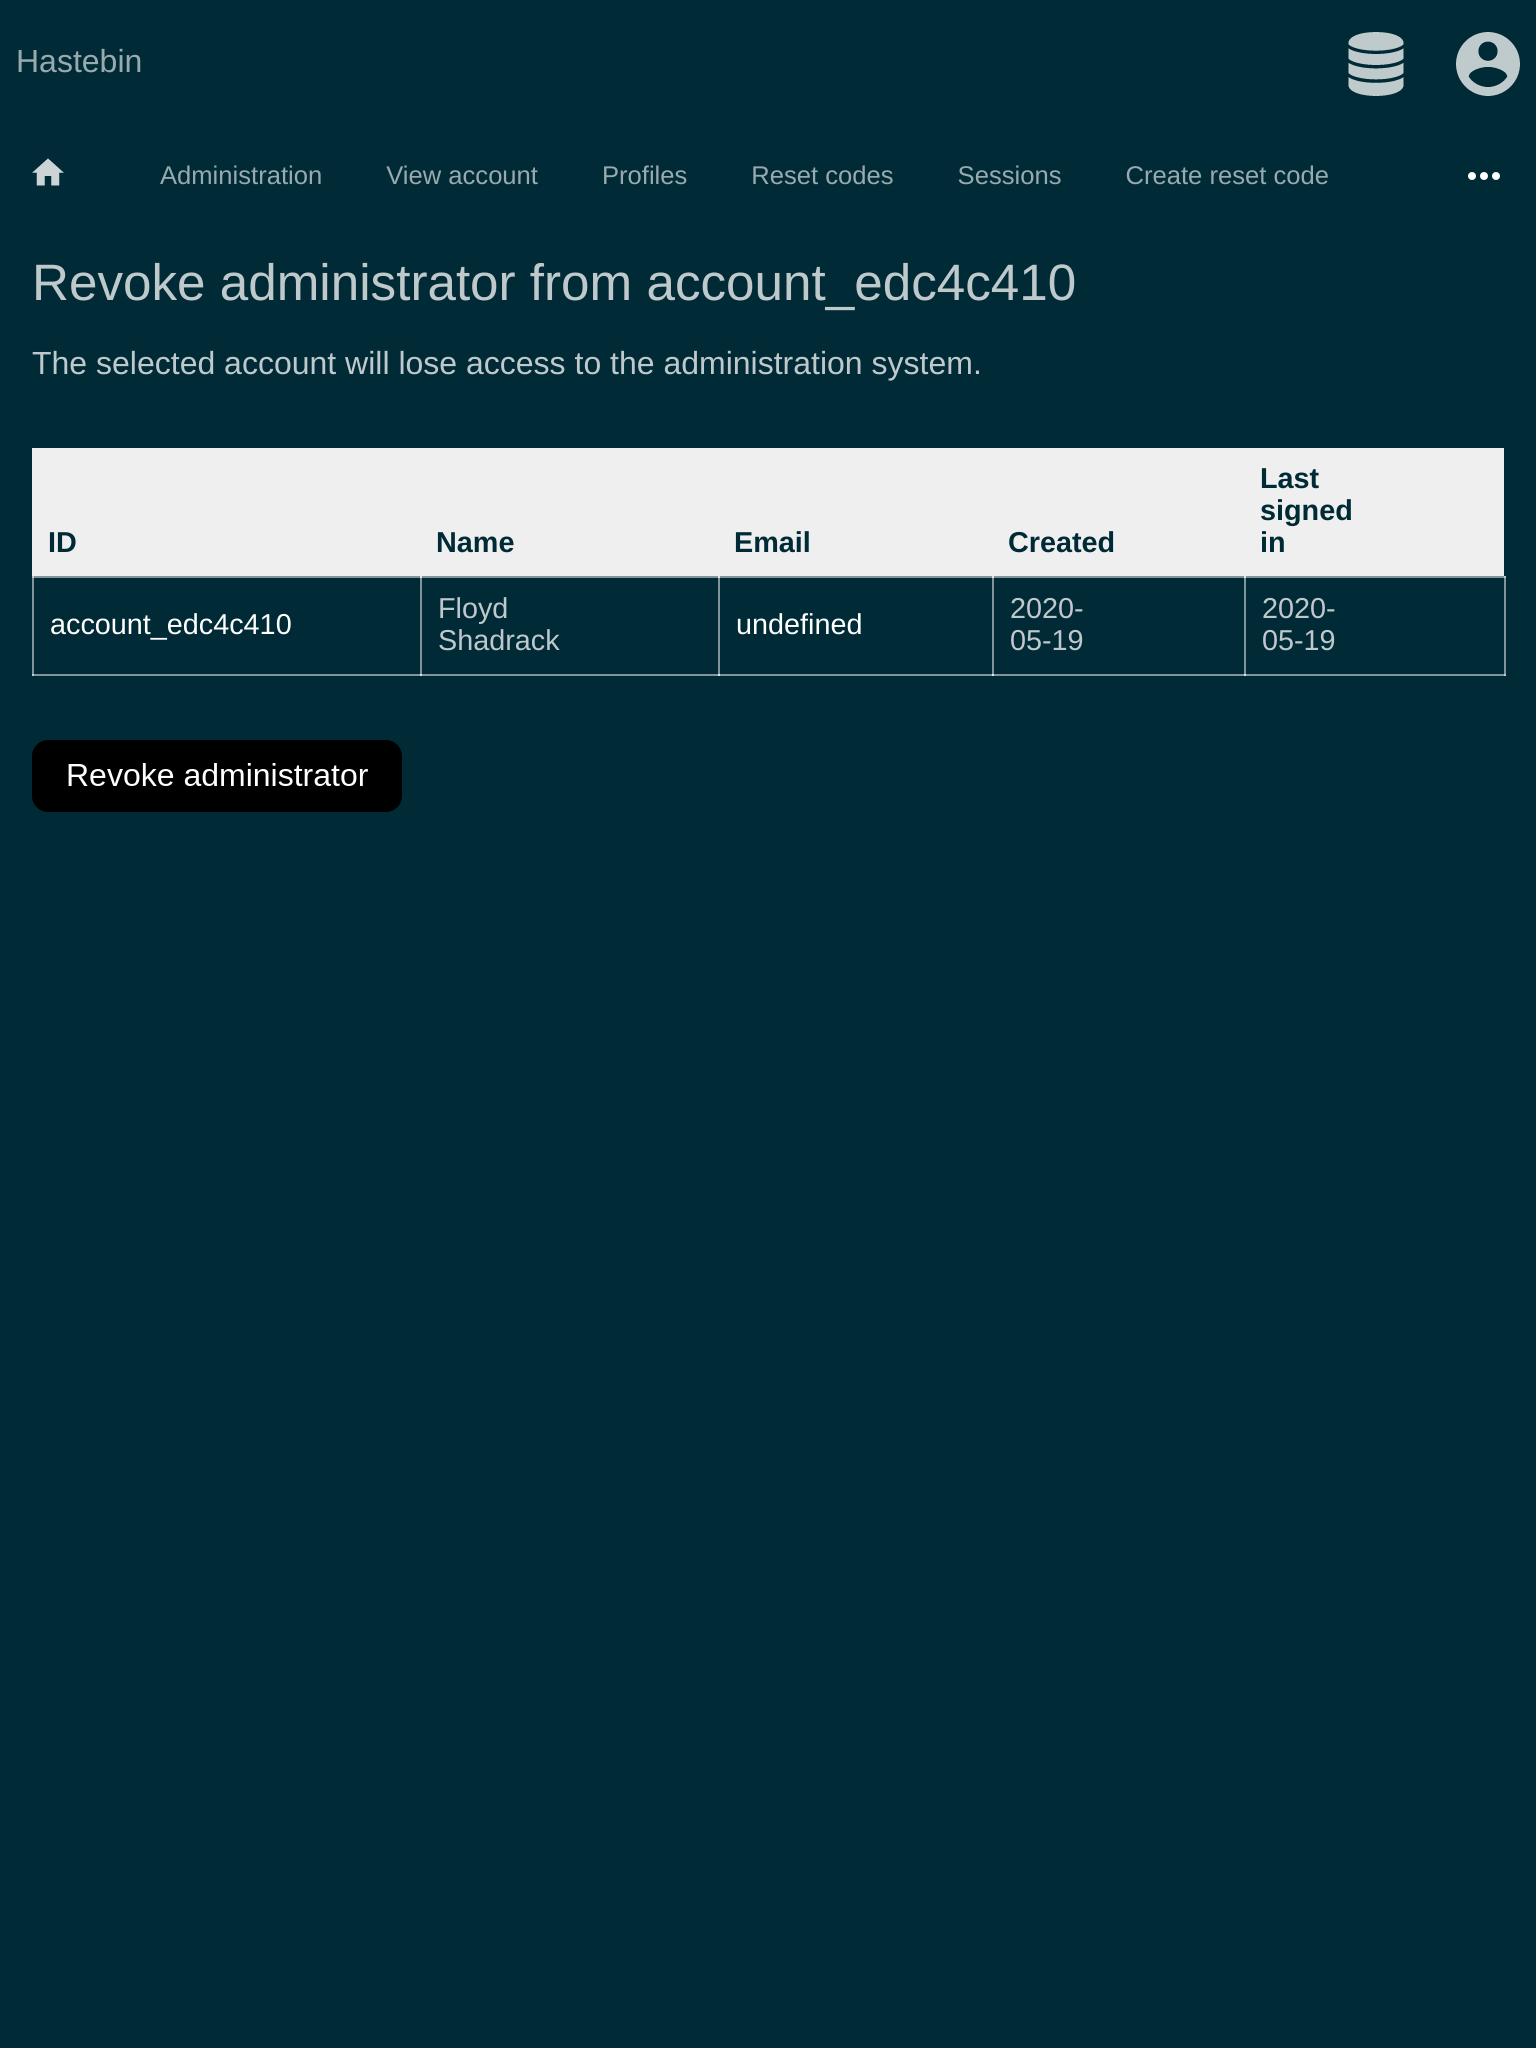 Hastebin
Administration View account Profiles Reset codes Sessions Create reset code
Revoke administrator from account_edc4c410
The selected account will lose access to the administration system.
ID Name Email Created Last signed in
account_edc4c410 Floyd Shadrack undefined 2020-05-19 2020-05-19
Revoke administrator